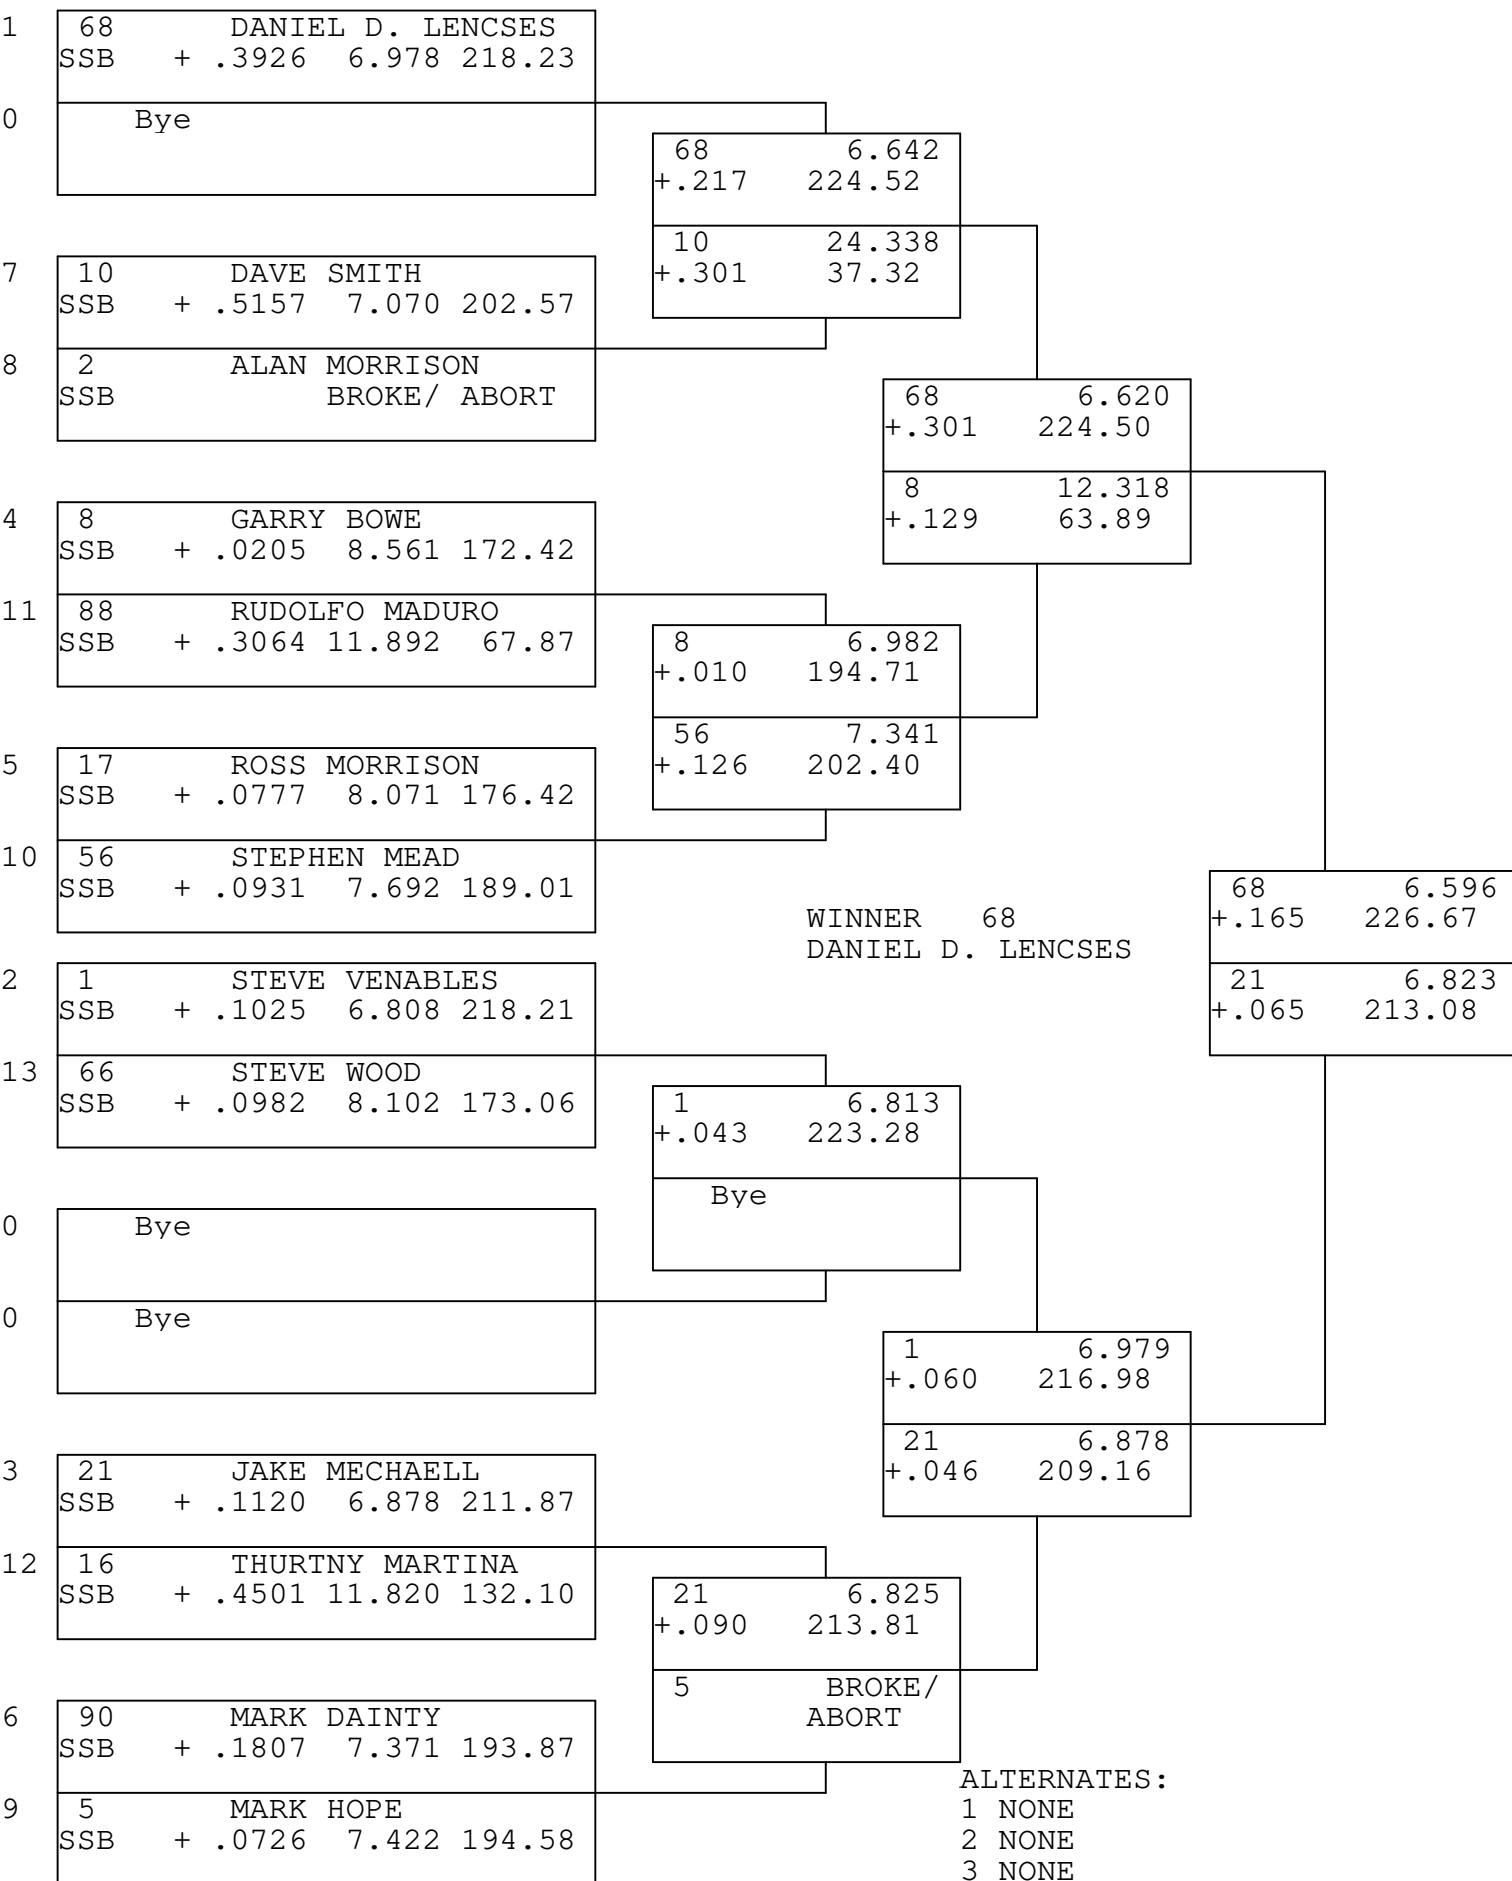 1 68 DANIEL D. LENCSES
SSB + .3926 6.978 218.23
0 Bye
68 6.642
+.217 224.52
10 24.338
+.301 37.32
7 10 DAVE SMITH
SSB + .5157 7.070 202.57
8 2 ALAN MORRISON
SSB BROKE/ ABORT
68 6.620
+.301 224.50
8 12.318
+.129 63.89
4 8 GARRY BOWE
SSB + .0205 8.561 172.42
11 88 RUDOLFO MADURO
SSB + .3064 11.892 67.87
8 6.982
+.010 194.71
56 7.341
+.126 202.40
5 17 ROSS MORRISON
SSB + .0777 8.071 176.42
10 56 STEPHEN MEAD
SSB + .0931 7.692 189.01
WINNER 68
DANIEL D. LENCSES
68 6.596
+.165 226.67
21 6.823
+.065 213.08
2 1 STEVE VENABLES
SSB + .1025 6.808 218.21
13 66 STEVE WOOD
SSB + .0982 8.102 173.06
1 6.813
+.043 223.28
Bye
0 Bye
0 Bye
1 6.979
+.060 216.98
21 6.878
+.046 209.16
3 21 JAKE MECHAELL
SSB + .1120 6.878 211.87
12 16 THURTNY MARTINA
SSB + .4501 11.820 132.10
21 6.825
+.090 213.81
5 BROKE/
ABORT
6 90 MARK DAINTY
SSB + .1807 7.371 193.87
9 5 MARK HOPE
SSB + .0726 7.422 194.58
ALTERNATES:
1 NONE
2 NONE
3 NONE